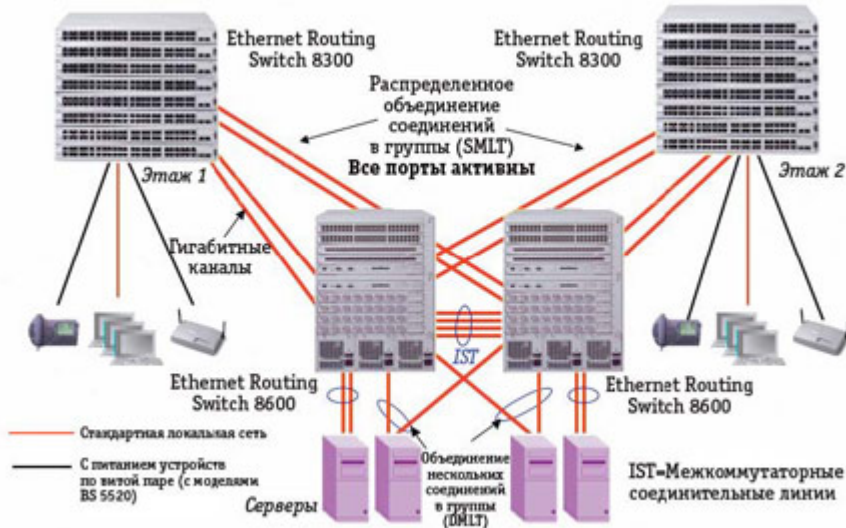 Ethernet Routing
Switch 8300
Ethernet Routing
Switch 8300
Распределенное
объединение
соединений
в группы (SMLT)
Все порты активны
Этаж 1
Этаж 2
Гигабитные
каналы
IST
Ethernet Routing
Switch 8600
Ethernet Routing
Switch 8600
Стандартная локальная сеть
С питанием устройств
по витой паре (с моделями
BS 5520)
Серверы
Объединение
нескольких
соединений
в группы
(DMLT)
IST=Межкоммутаторные
соединительные линии